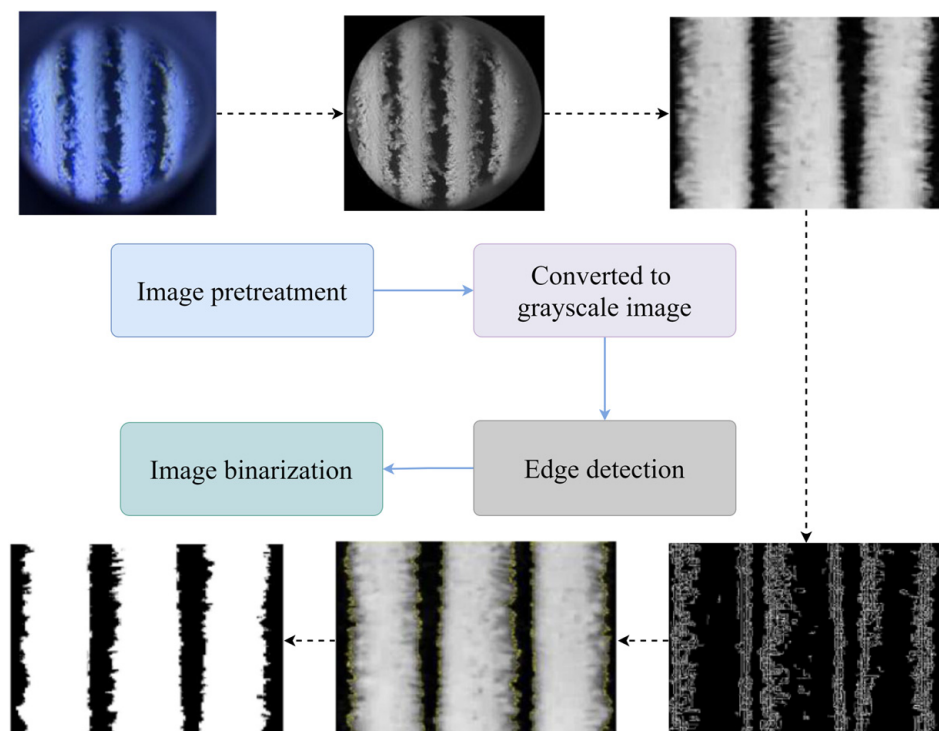 Image pretreatment
Converted to
grayscale image
Image binarization
Edge detection